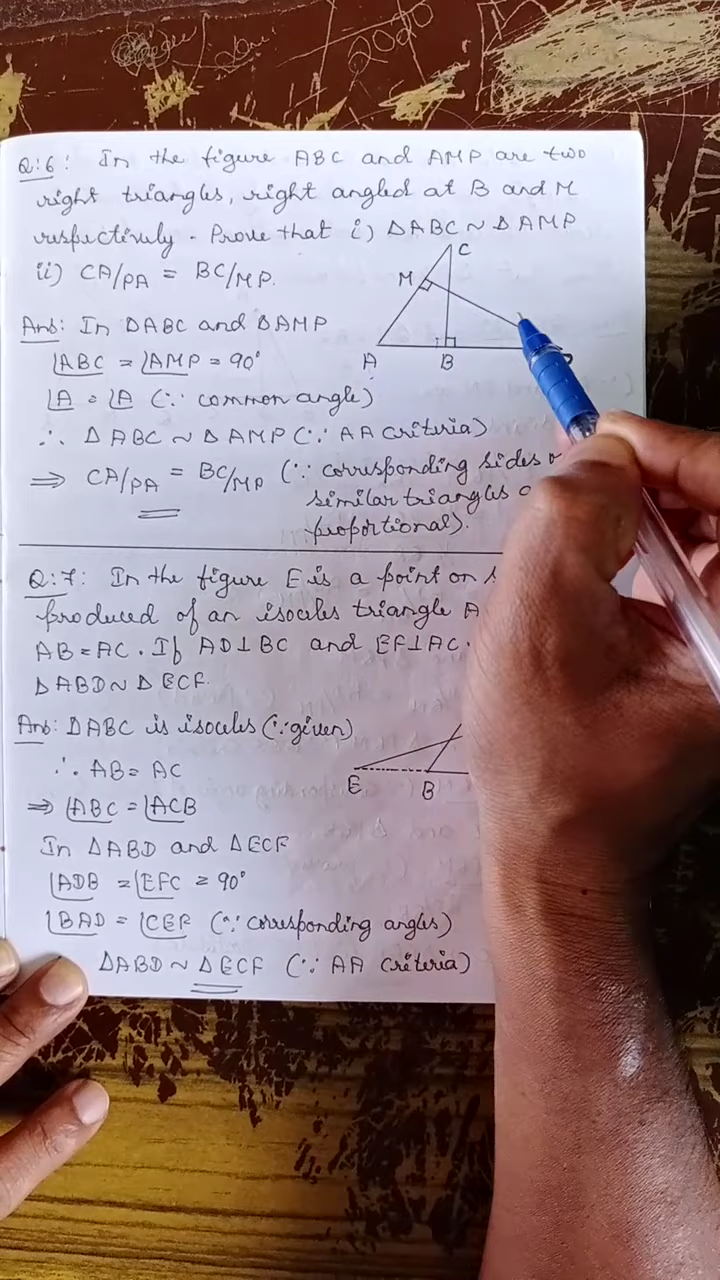 Q:6: In the figure ABC and AMP are two
right triangles, right angled at B and M
respectively. Prove that i) ΔABC ~ ΔAMP
ii) CA/PA = BC/MP.
C
M
A
B
Ans: In ΔABC and ΔAMP
∠ABC = ∠AMP = 90°
∠A = ∠A (∵ common angle)
∴ ΔABC ~ ΔAMP (∵ AA criteria)
⇒ CA/PA = BC/MP (∵ corresponding sides
similar triangles
proportional).
Q:7: In the figure E is a point on
produced of an isocules triangle A
AB = AC. If AD⊥BC and EF⊥AC.
ΔABD ~ ΔECF.
Ans: ΔABC is isocules (∵ given)
∴ AB = AC
E
B
⇒ ∠ABC = ∠ACB
In ΔABD and ΔECF
∠ADB = ∠EFC = 90°
∠BAD = ∠CEF (∵ corresponding angles)
ΔABD ~ ΔECF (∵ AA criteria)